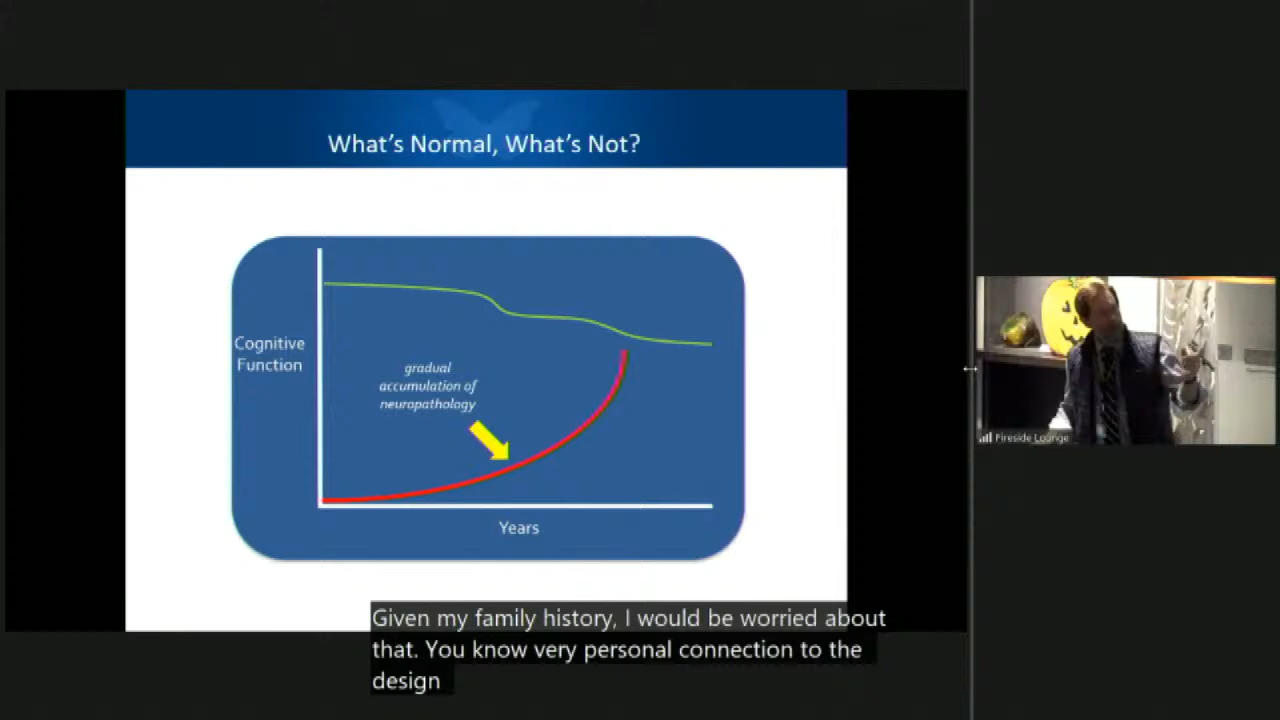 What's Normal, What's Not?
Cognitive
Function
gradual
accumulation of
neuropathology
Years
Fireside Lounge
Given my family history, I would be worried about
that. You know very personal connection to the
design